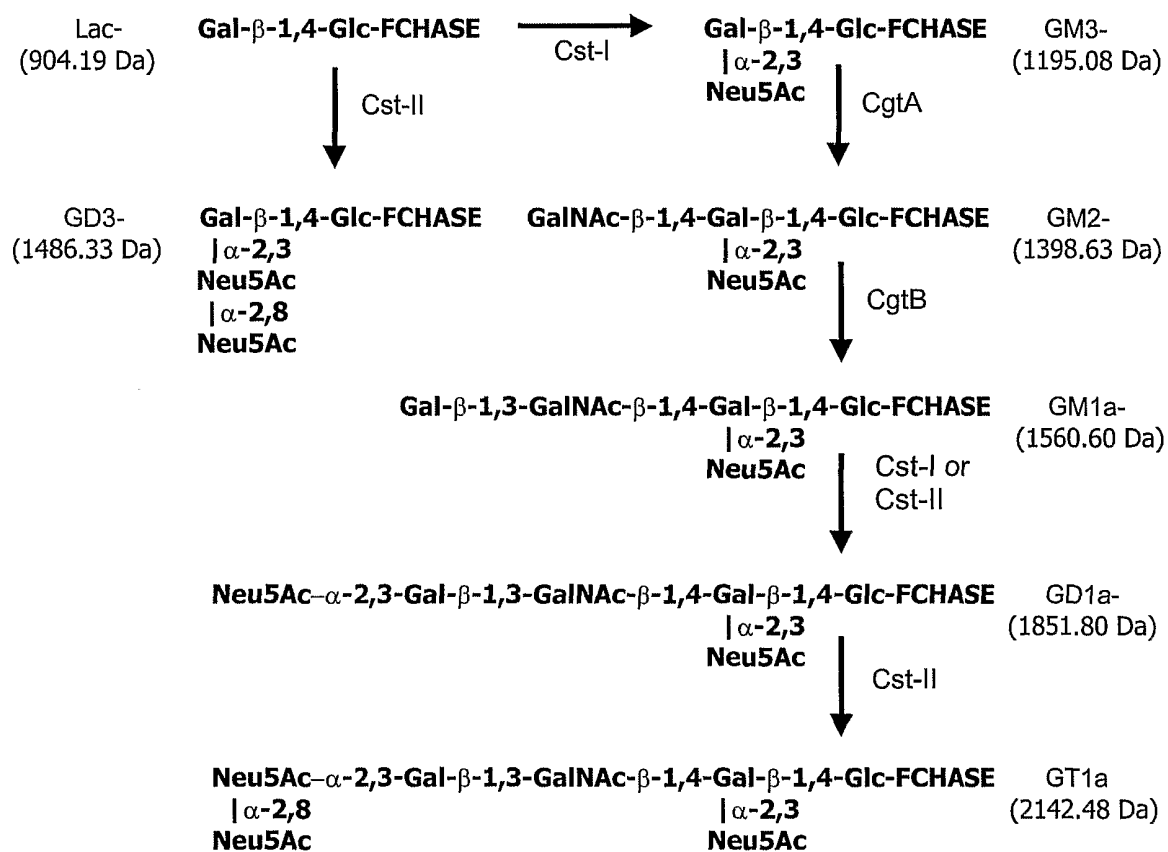 Lac- Gal-β-1,4-Glc-FCHASE Cst-I Gal-β-1,4-Glc-FCHASE GM3-
(904.19 Da) |α-2,3 (1195.08 Da)
Neu5Ac
Cst-II CgtA
GD3- Gal-β-1,4-Glc-FCHASE GalNAc-β-1,4-Gal-β-1,4-Glc-FCHASE GM2-
(1486.33 Da) |α-2,3 |α-2,3 (1398.63 Da)
Neu5Ac Neu5Ac
|α-2,8 CgtB
Neu5Ac
Gal-β-1,3-GalNAc-β-1,4-Gal-β-1,4-Glc-FCHASE GM1a-
|α-2,3 (1560.60 Da)
Neu5Ac Cst-I or
Cst-II
Neu5Ac–α-2,3-Gal-β-1,3-GalNAc-β-1,4-Gal-β-1,4-Glc-FCHASE GD1a-
|α-2,3 (1851.80 Da)
Neu5Ac Cst-II
Neu5Ac–α-2,3-Gal-β-1,3-GalNAc-β-1,4-Gal-β-1,4-Glc-FCHASE GT1a
|α-2,8 |α-2,3 (2142.48 Da)
Neu5Ac Neu5Ac